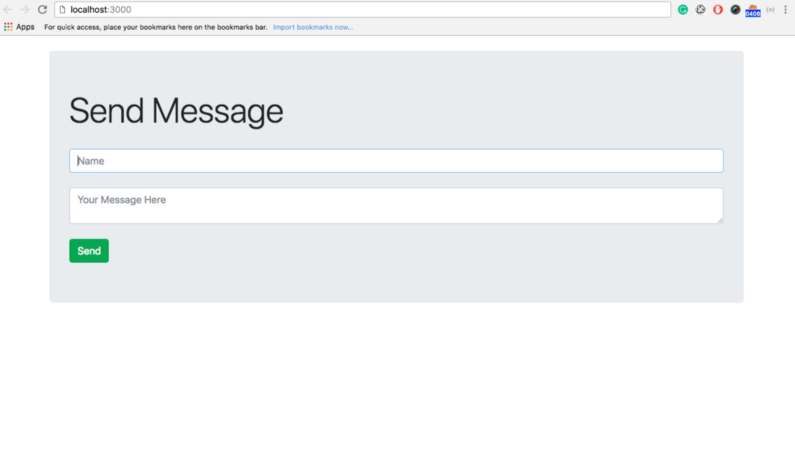 localhost:3000
0406
Apps For quick access, place your bookmarks here on the bookmarks bar. Import bookmarks now...
Send Message
Name
Your Message Here
Send